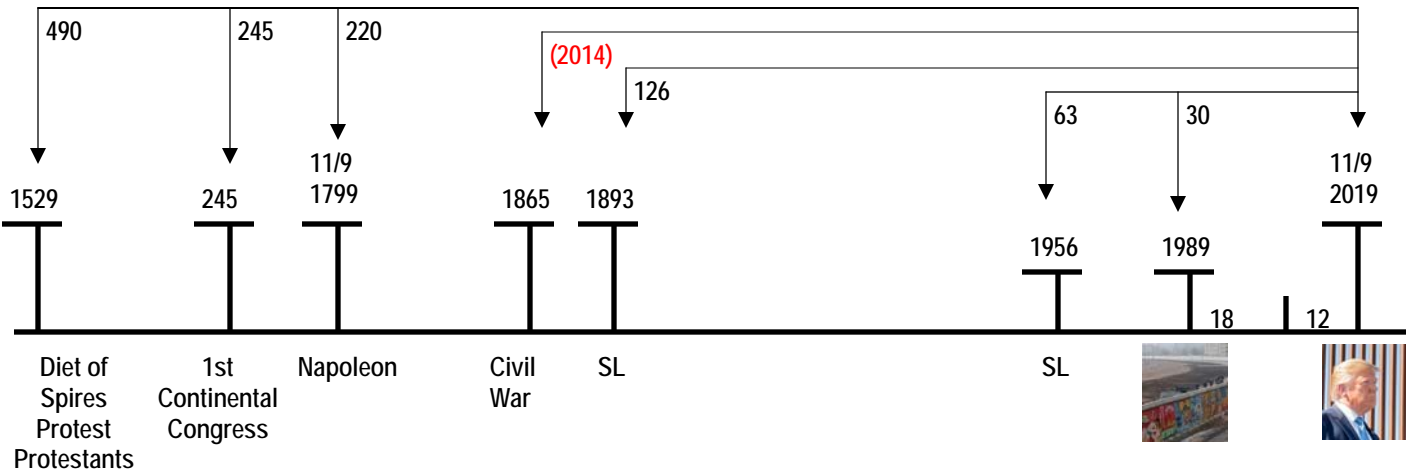 490
245
220
(2014)
126
63
30
11/9
1799
11/9
2019
1529
245
1865
1893
1956
1989
18
12
Diet of
Spires
Protest
Protestants
1st
Continental
Congress
Napoleon
Civil
War
SL
SL